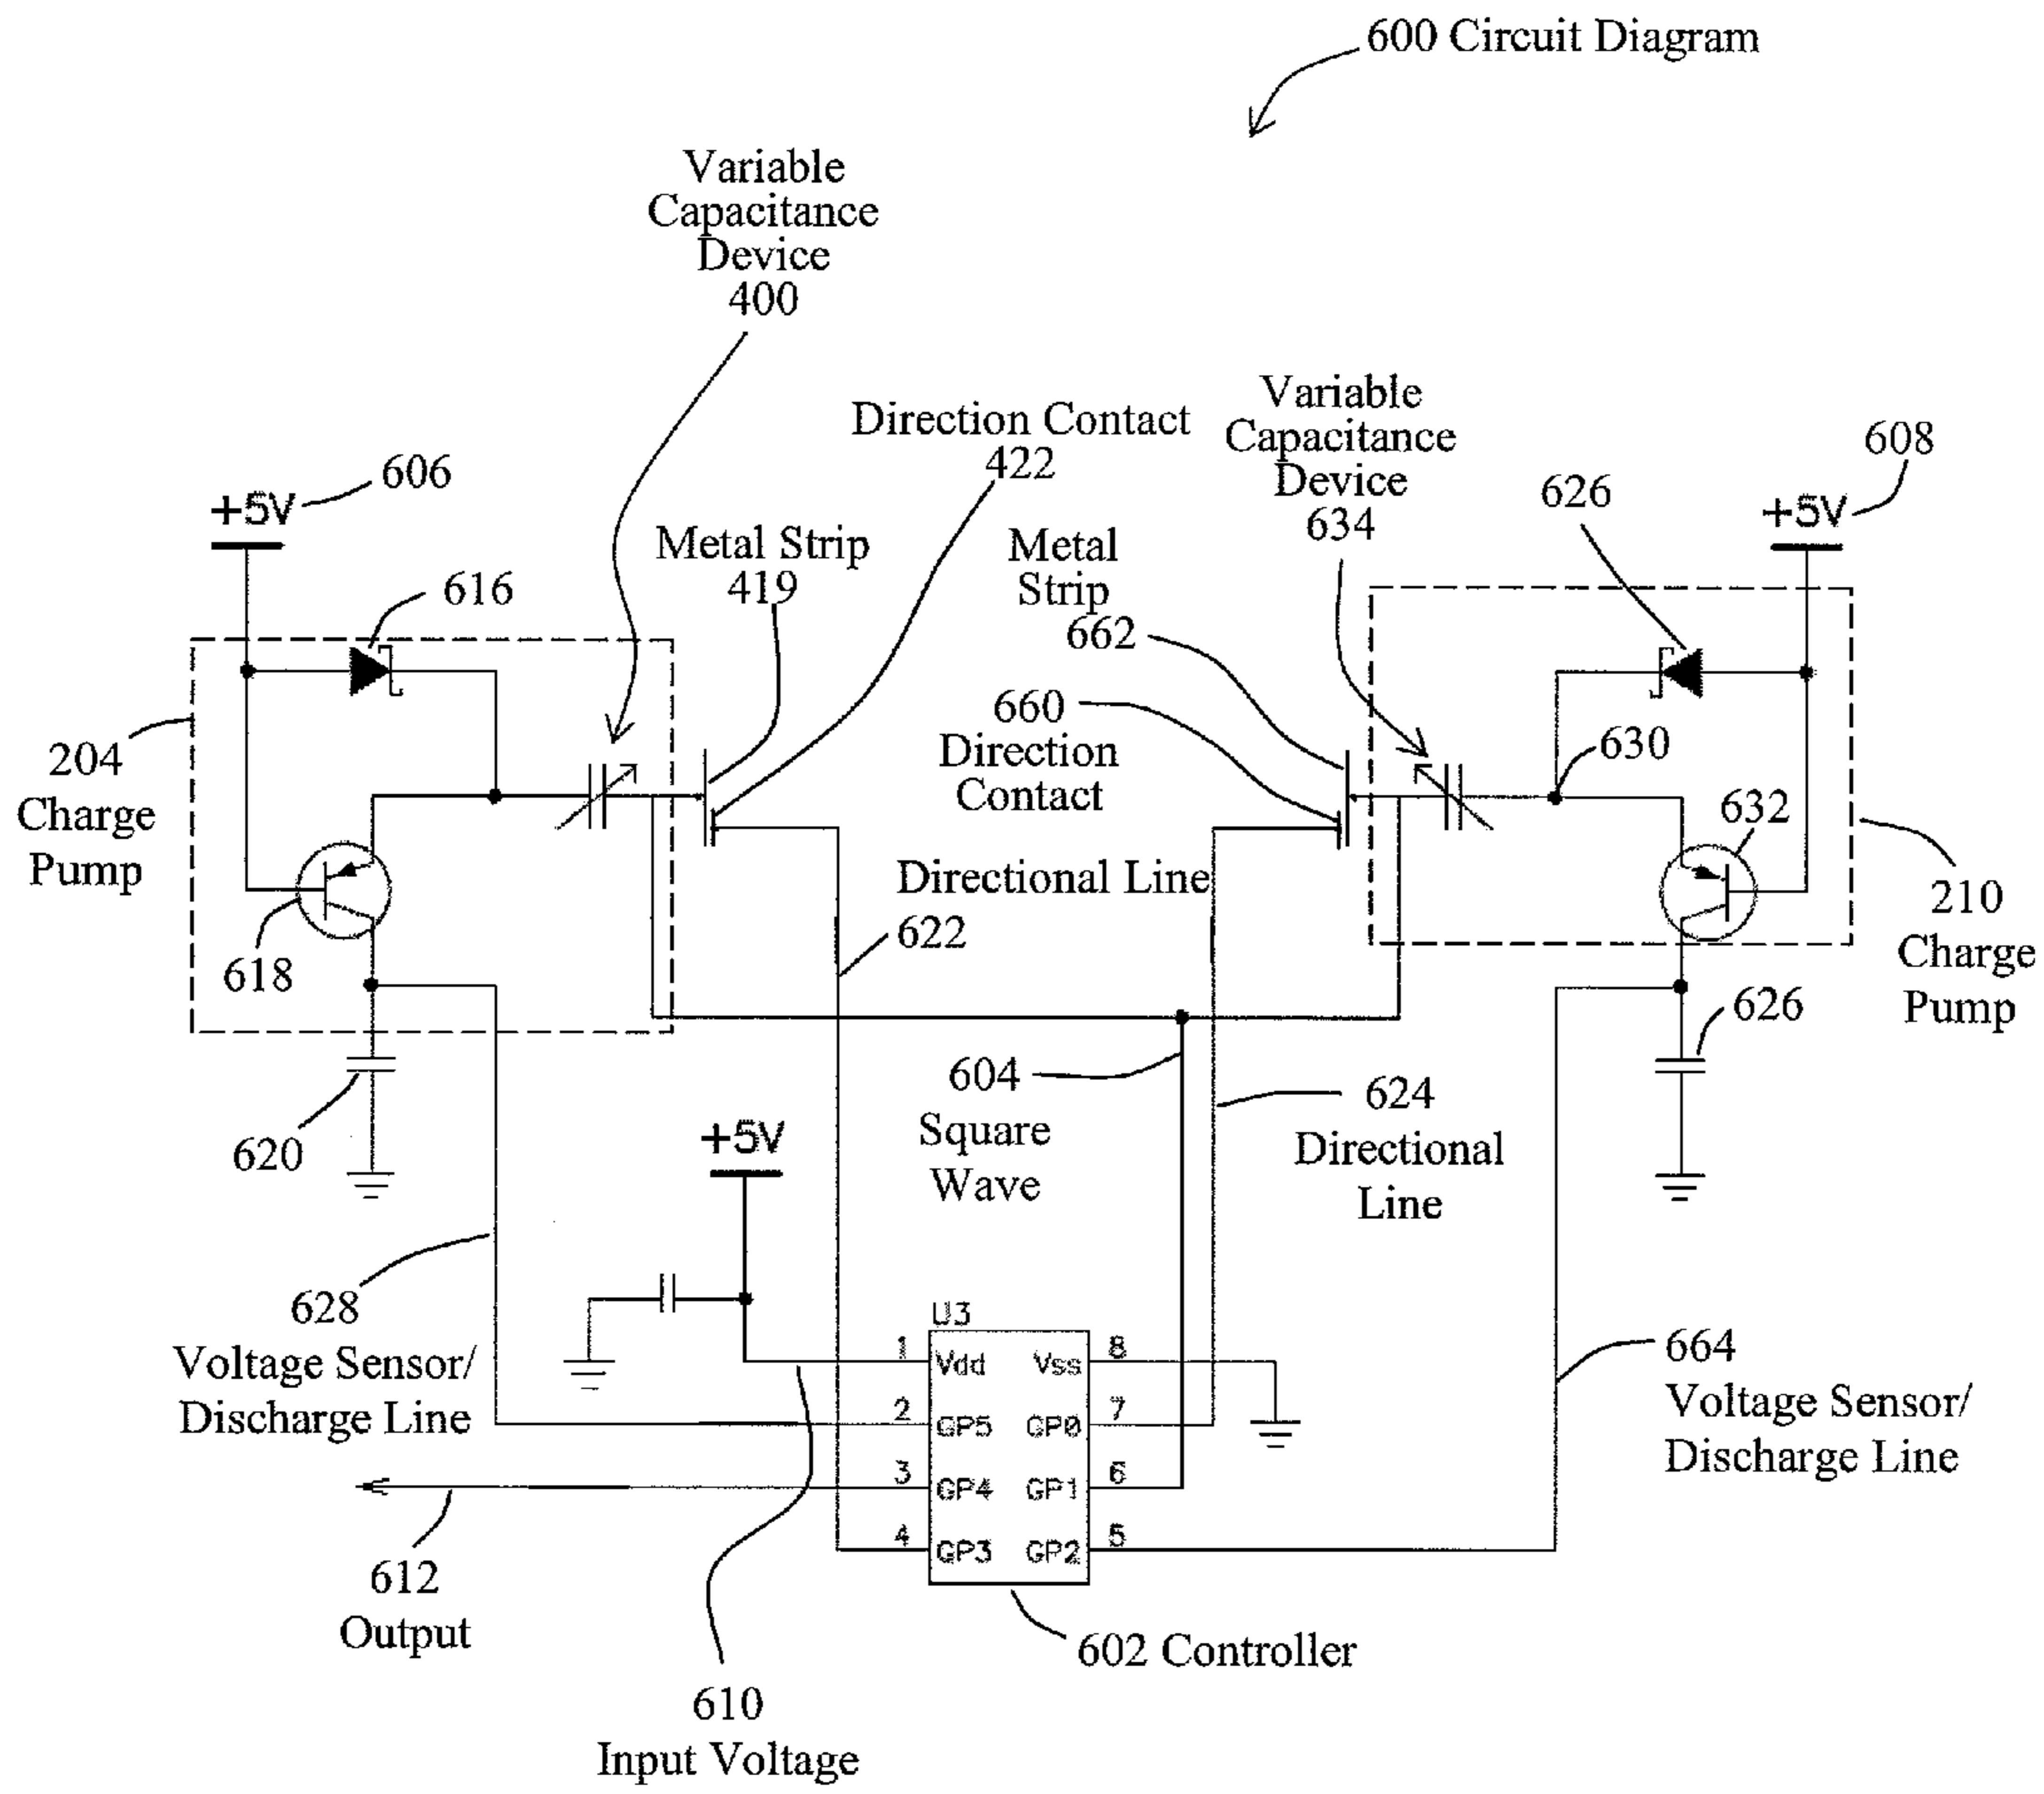 600 Circuit Diagram
Variable
Capacitance
Device
400
Variable
Capacitance
Device
634
Direction Contact
422
608
606
+5V
626
+5V
Metal Strip
419
Metal
Strip
662
616
204
Charge
Pump
660
Direction
Contact
630
632
Directional Line
622
210
Charge
Pump
618
626
604
Square
Wave
624
Directional
Line
620
+5V
628
Voltage Sensor/
Discharge Line
U3
1 Vdd Vss 8
2 GP5 GP0 7
3 GP4 GP1 6
4 GP3 GP2 5
664
Voltage Sensor/
Discharge Line
612
Output
602 Controller
610
Input Voltage